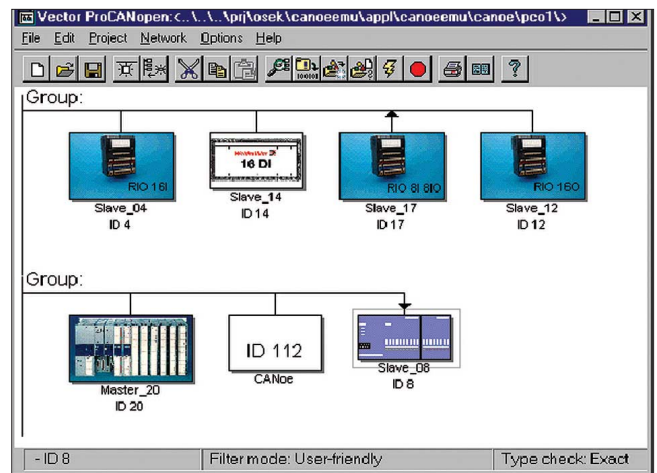 Vector ProCANopen:<..\..\..\prj\osek\canoeemu\appl\canoeemu\canoe\pco1\>
File Edit Project Network Options Help
Group:
RIO 16I
16 DI
RIO 8I 8IO
RIO 16O
Slave_04
Slave_14
Slave_17
Slave_12
ID 4
ID 14
ID 17
ID 12
Group:
ID 112
Master_20
CANoe
Slave_08
ID 20
ID 8
- ID 8
Filter mode: User-friendly
Type check: Exact